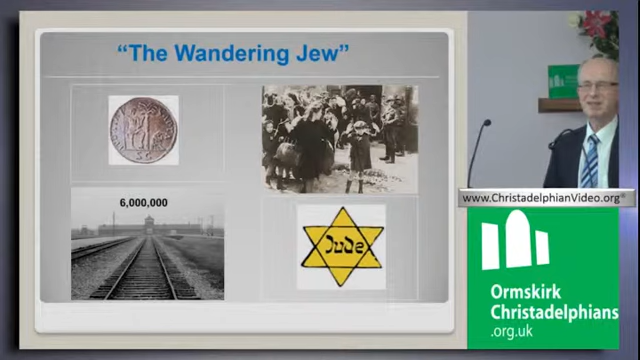 “The Wandering Jew”
6,000,000
Jude
www.ChristadelphianVideo.org®
Ormskirk
Christadelphians
.org.uk